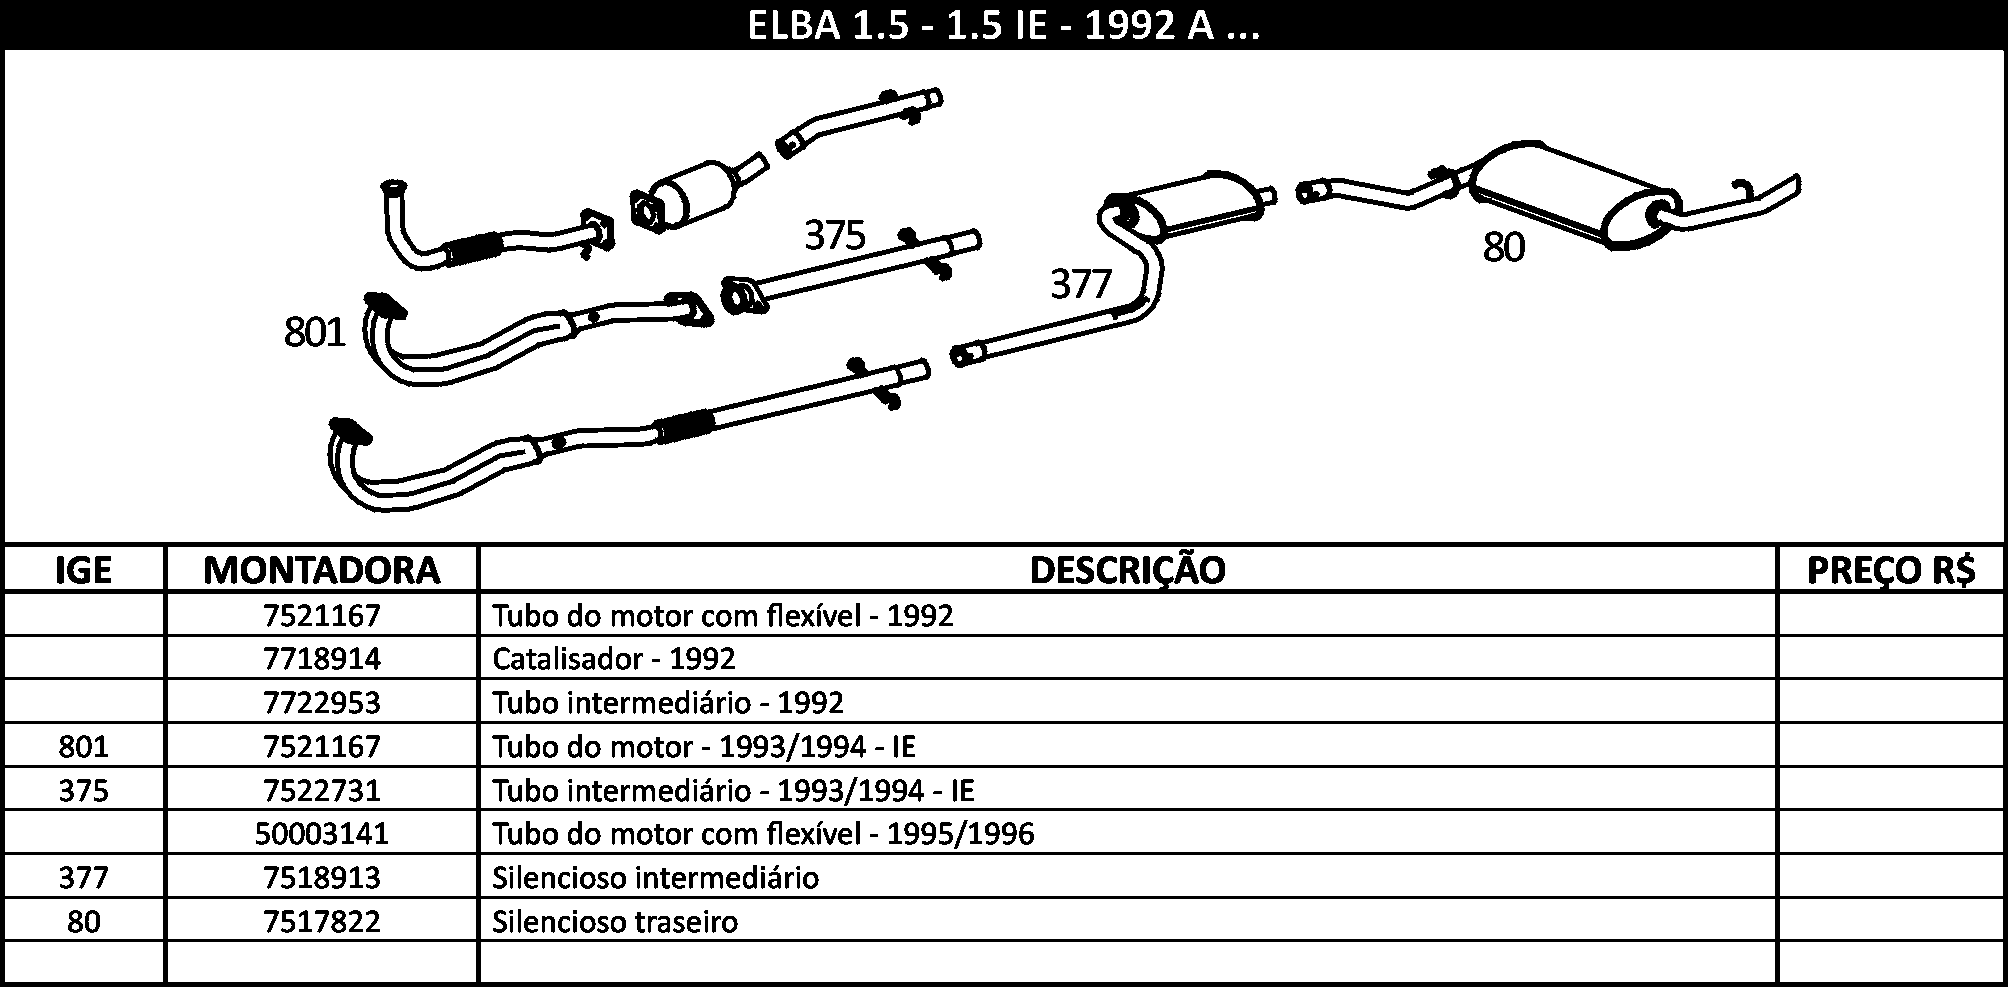 ELBA 1.5 - 1.5 IE - 1992 A ...
375
80
377
801
IGE MONTADORA DESCRIÇÃO PREÇO R$
7521167 Tubo do motor com flexível - 1992
7718914 Catalisador - 1992
7722953 Tubo intermediário - 1992
801 7521167 Tubo do motor - 1993/1994 - IE
375 7522731 Tubo intermediário - 1993/1994 - IE
50003141 Tubo do motor com flexível - 1995/1996
377 7518913 Silencioso intermediário
80 7517822 Silencioso traseiro